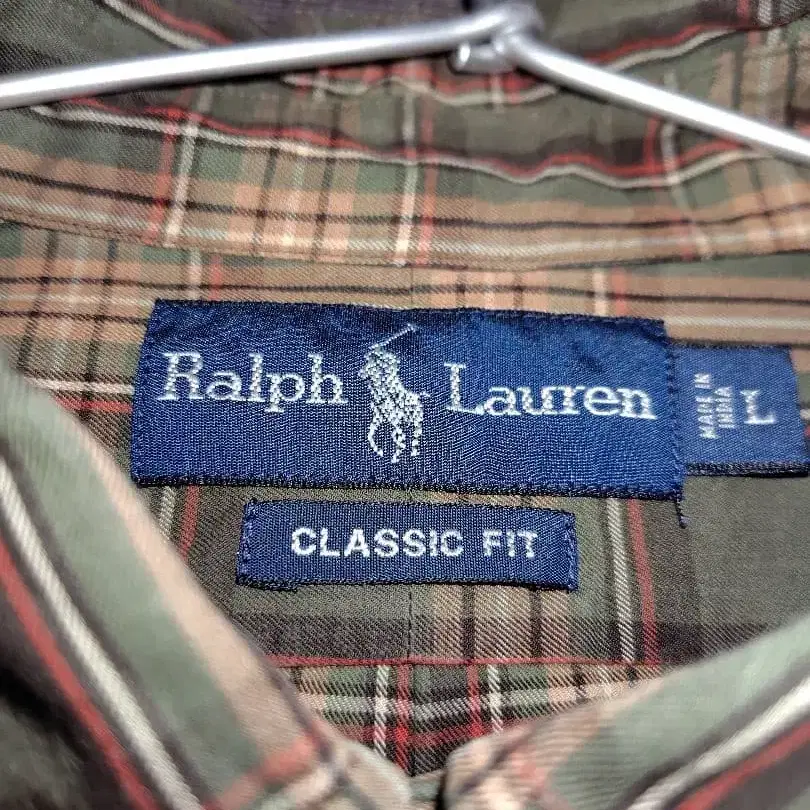 Ralph Lauren
MADE IN
INDIA
L
CLASSIC FIT